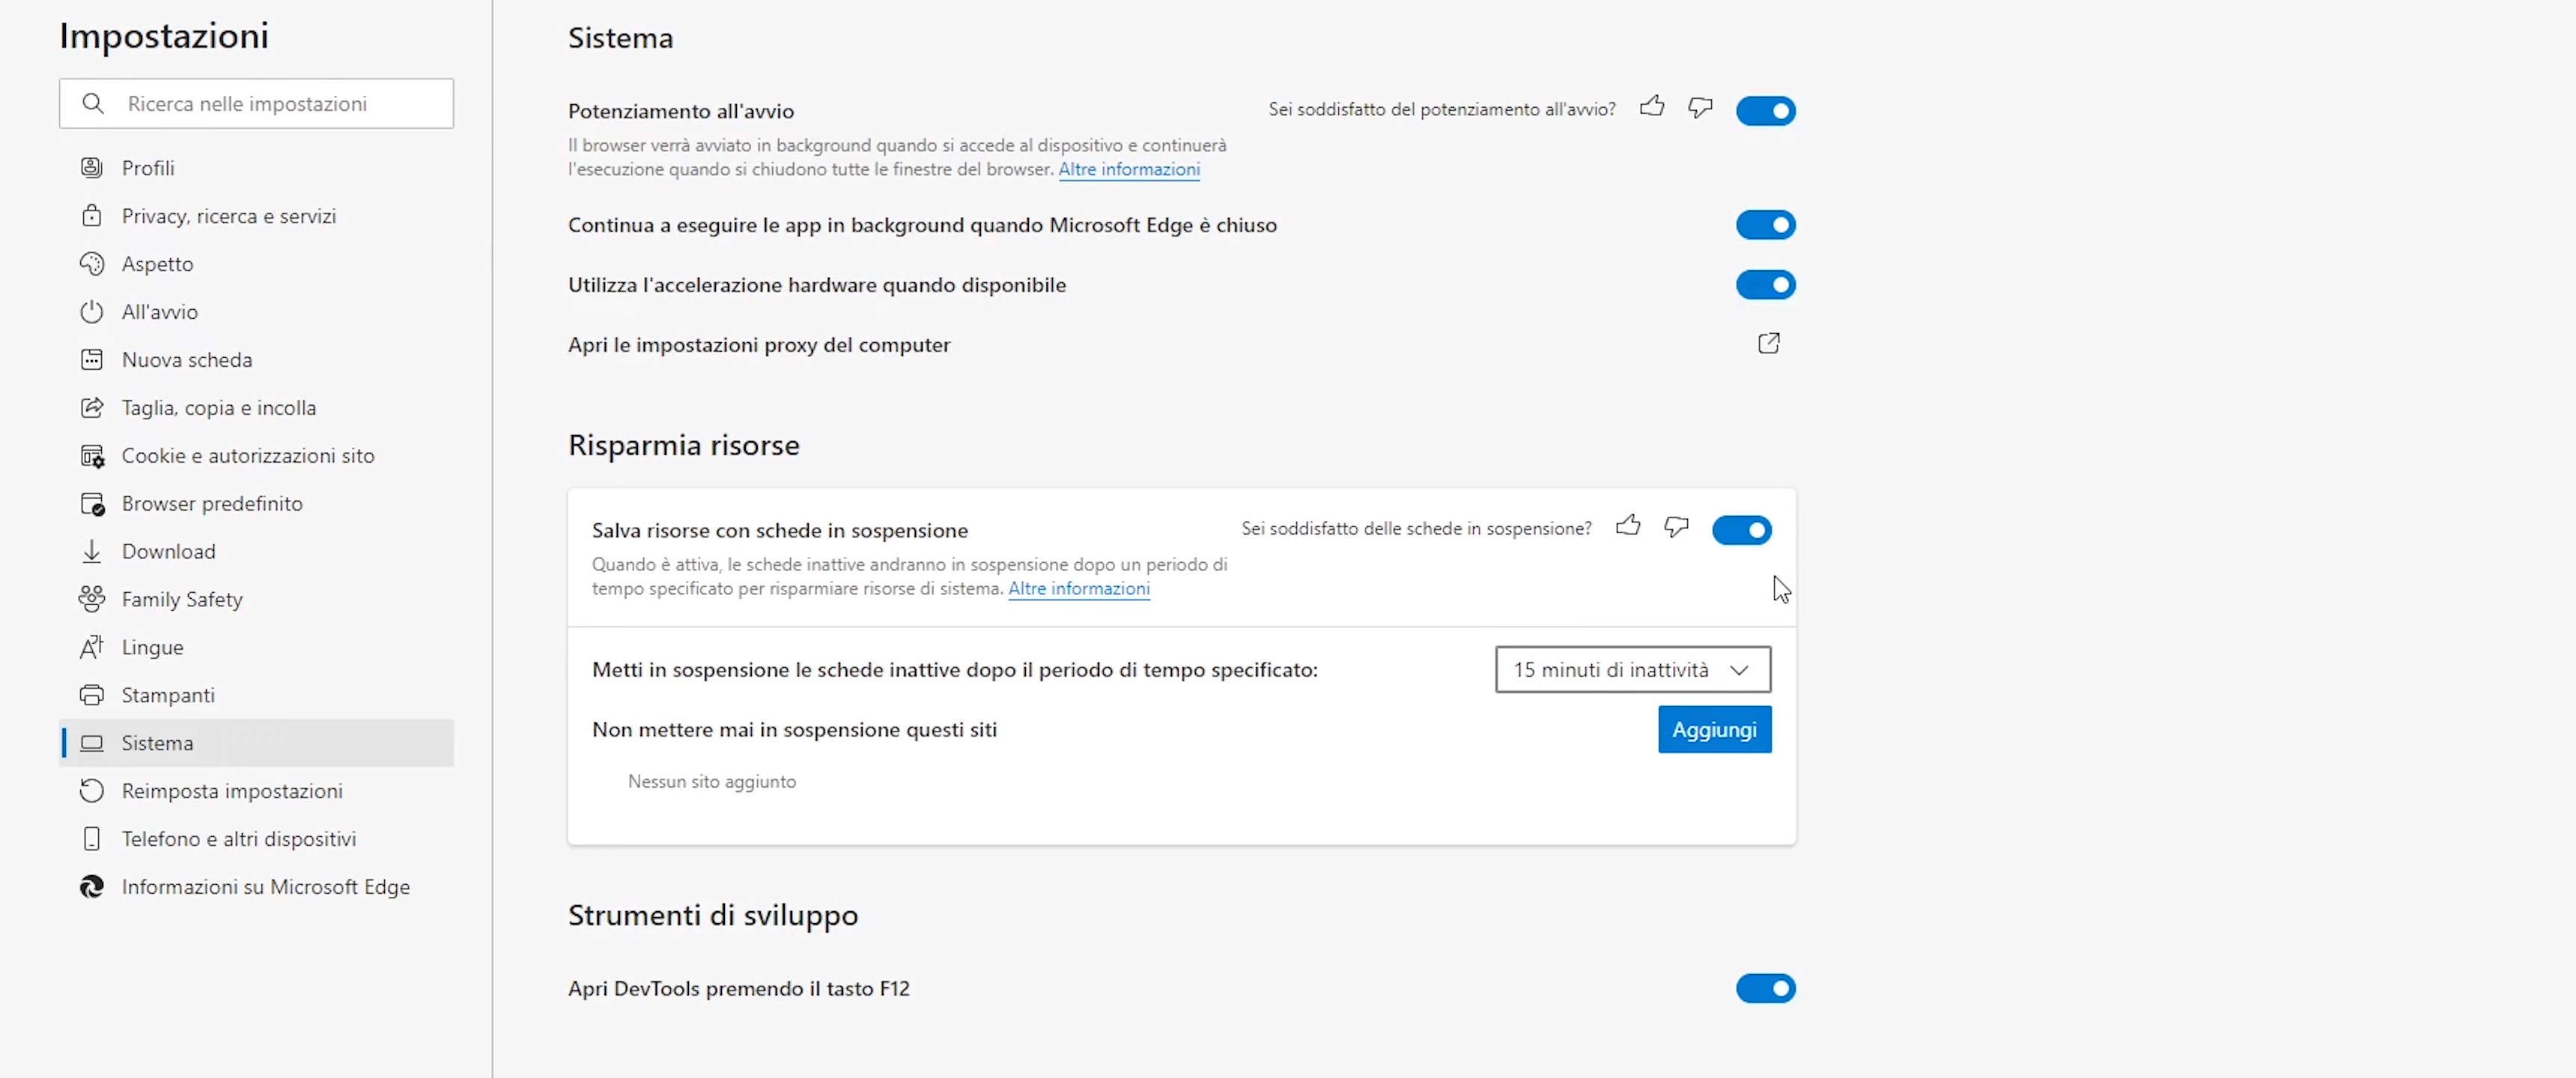 Impostazioni
Ricerca nelle impostazioni
Profili
Privacy, ricerca e servizi
Aspetto
All'avvio
Nuova scheda
Taglia, copia e incolla
Cookie e autorizzazioni sito
Browser predefinito
Download
Family Safety
Lingue
Stampanti
Sistema
Reimposta impostazioni
Telefono e altri dispositivi
Informazioni su Microsoft Edge
Sistema
Potenziamento all'avvio
Sei soddisfatto del potenziamento all'avvio?
Il browser verrà avviato in background quando si accede al dispositivo e continuerà
l'esecuzione quando si chiudono tutte le finestre del browser. Altre informazioni
Continua a eseguire le app in background quando Microsoft Edge è chiuso
Utilizza l'accelerazione hardware quando disponibile
Apri le impostazioni proxy del computer
Risparmia risorse
Salva risorse con schede in sospensione
Sei soddisfatto delle schede in sospensione?
Quando è attiva, le schede inattive andranno in sospensione dopo un periodo di
tempo specificato per risparmiare risorse di sistema. Altre informazioni
Metti in sospensione le schede inattive dopo il periodo di tempo specificato:
15 minuti di inattività
Non mettere mai in sospensione questi siti
Aggiungi
Nessun sito aggiunto
Strumenti di sviluppo
Apri DevTools premendo il tasto F12